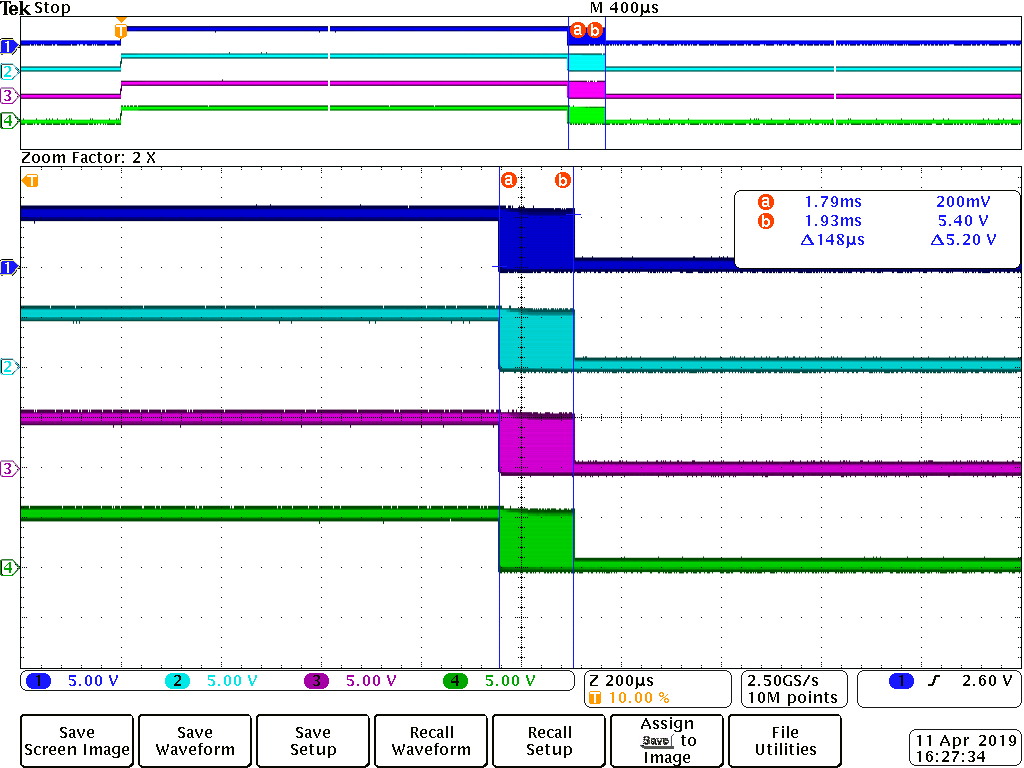 Tek Stop M 400µs
T
a b
1
2
3
4
Zoom Factor: 2 X
T
a b
a 1.79ms 200mV
b 1.93ms 5.40 V
Δ148µs Δ5.20 V
1
2
3
4
1 5.00 V 2 5.00 V 3 5.00 V 4 5.00 V
Z 200µs
T 10.00 %
2.50GS/s
10M points
1 2.60 V
Save
Screen Image
Save
Waveform
Save
Setup
Recall
Waveform
Recall
Setup
Assign
Save to
Image
File
Utilities
11 Apr 2019
16:27:34